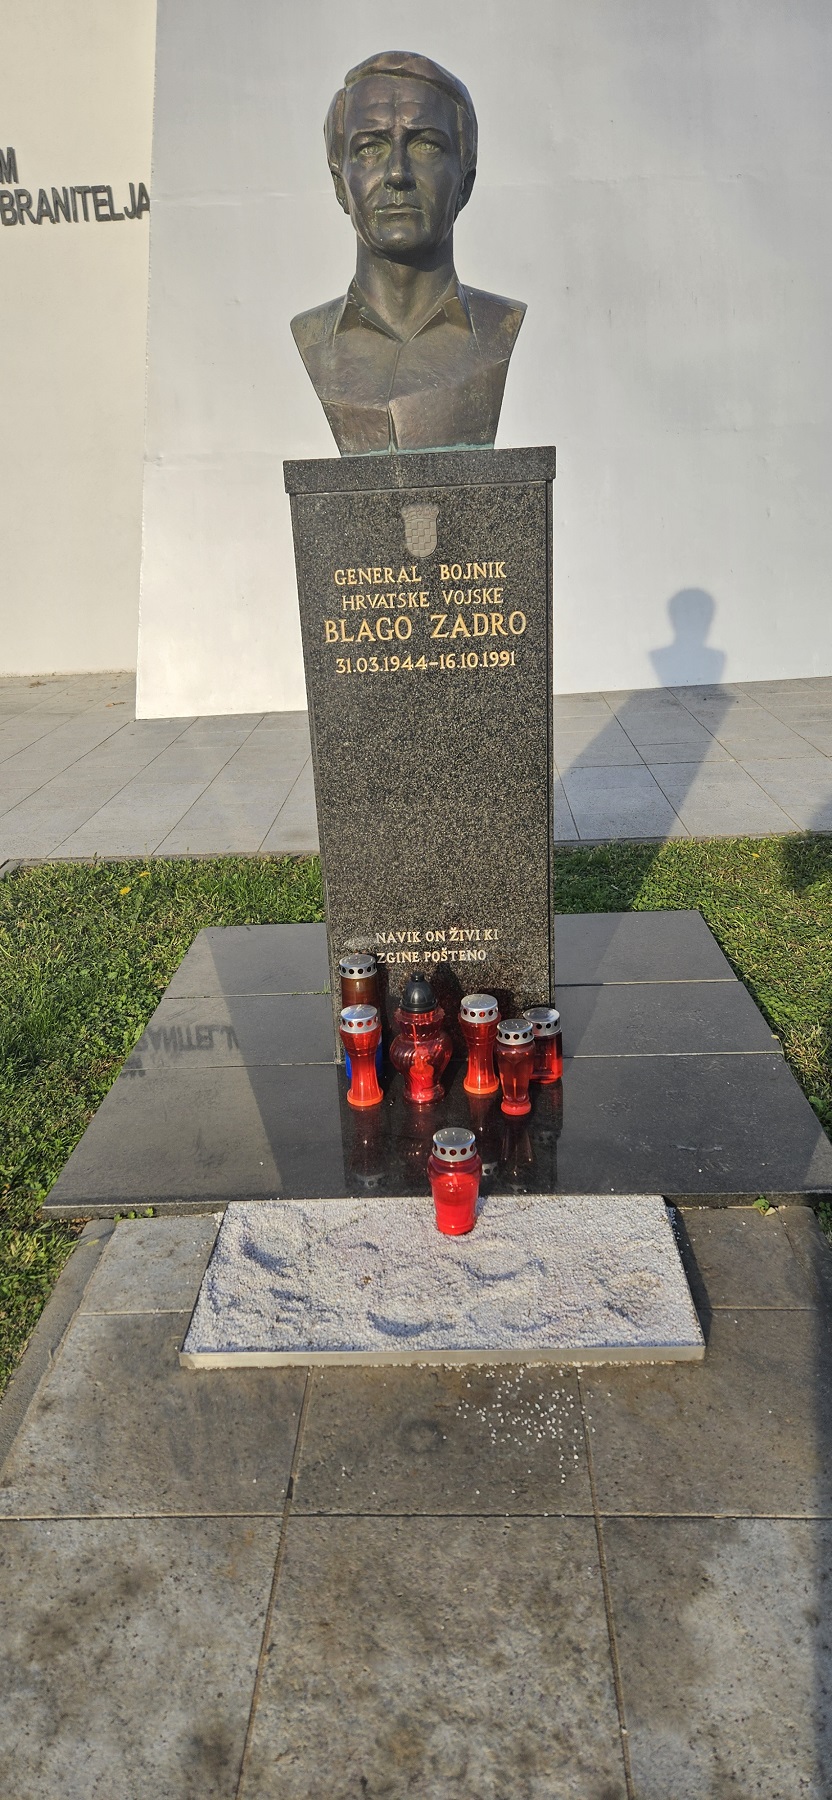 M
BRANITELJA
GENERAL BOJNIK
HRVATSKE VOJSKE
BLAGO ZADRO
31.03.1944-16.10.1991
NAVIK ON ŽIVI KI
ZGINE POŠTENO